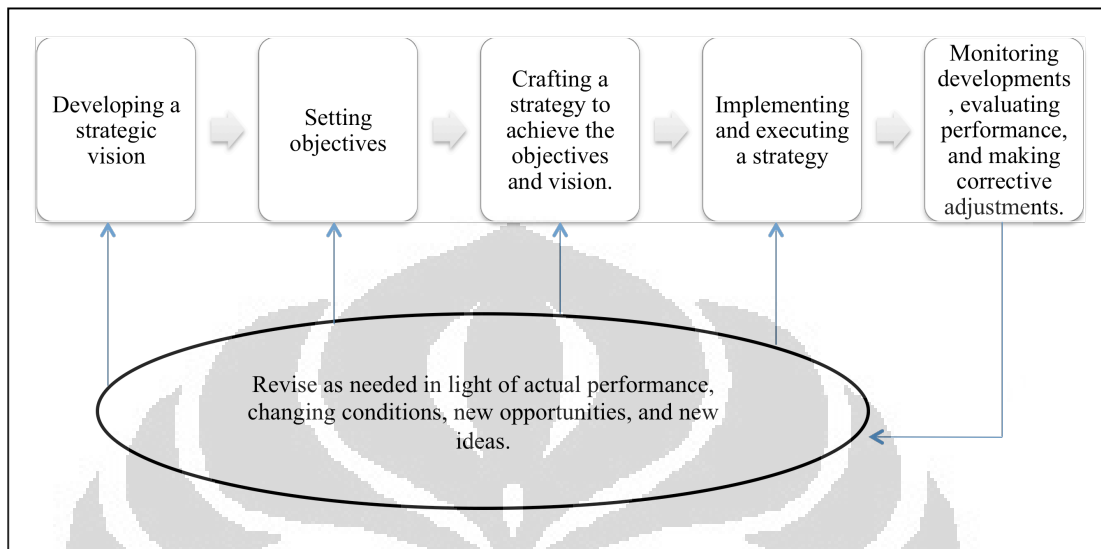 Developing a
strategic
vision
Setting
objectives
Crafting a
strategy to
achieve the
objectives
and vision.
Implementing
and executing
a strategy
Monitoring
developments
, evaluating
performance,
and making
corrective
adjustments.
Revise as needed in light of actual performance,
changing conditions, new opportunities, and new
ideas.